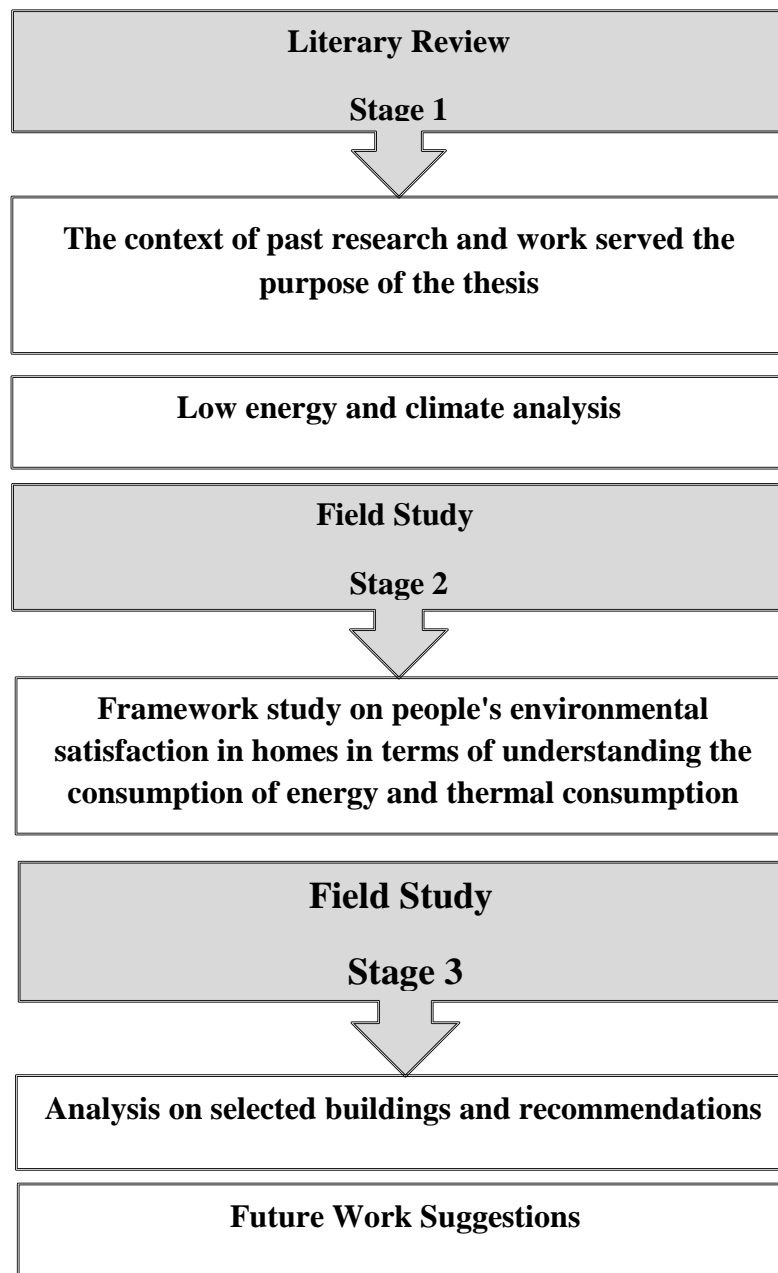 Literary Review
Stage 1
The context of past research and work served the
purpose of the thesis
Low energy and climate analysis
Field Study
Stage 2
Framework study on people's environmental
satisfaction in homes in terms of understanding the
consumption of energy and thermal consumption
Field Study
Stage 3
Analysis on selected buildings and recommendations
Future Work Suggestions